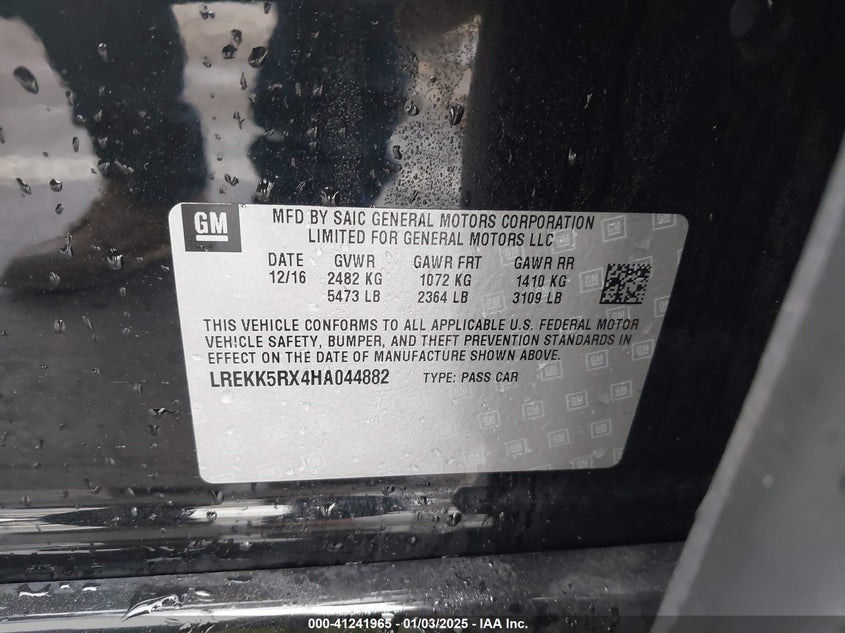 GM
MFD BY SAIC GENERAL MOTORS CORPORATION
LIMITED FOR GENERAL MOTORS LLC
DATE GVWR GAWR FRT GAWR RR
12/16 2482 KG 1072 KG 1410 KG
5473 LB 2364 LB 3109 LB
THIS VEHICLE CONFORMS TO ALL APPLICABLE U.S. FEDERAL MOTOR
VEHICLE SAFETY, BUMPER, AND THEFT PREVENTION STANDARDS IN
EFFECT ON THE DATE OF MANUFACTURE SHOWN ABOVE.
LREKK5RX4HA044882 TYPE: PASS CAR
000-41241965 - 01/03/2025 - IAA Inc.